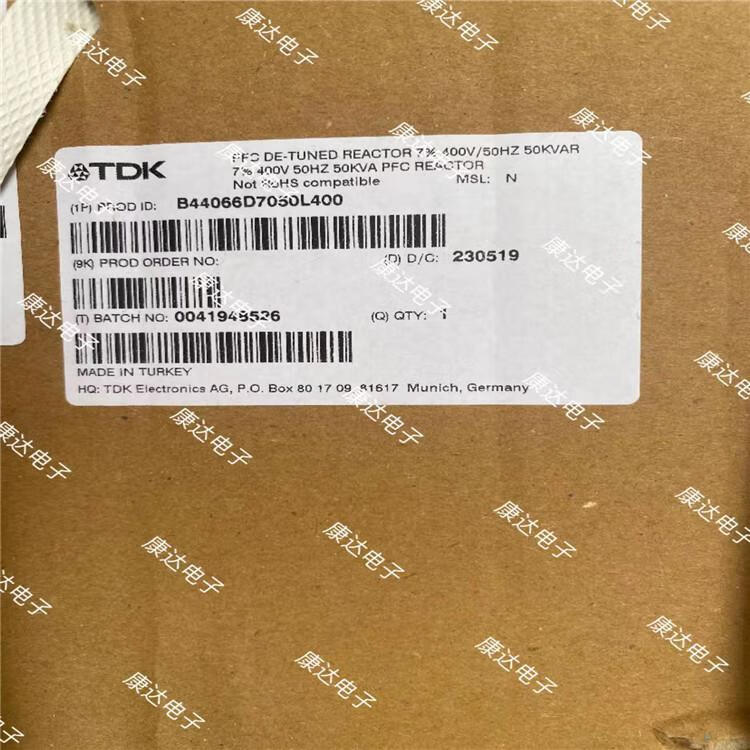 TDK
PFC DE-TUNED REACTOR 7% 400V/50HZ 50KVAR
7% 400V 50HZ 50KVA PFC REACTOR
Not RoHS compatible MSL: N
(1P) PROD ID: B44066D7050L400
(9K) PROD ORDER NO: (D) D/C: 230519
(T) BATCH NO: 0041948526 (Q) QTY: 1
MADE IN TURKEY
HQ: TDK Electronics AG, P.O. Box 80 17 09, 81617 Munich, Germany
康达电子